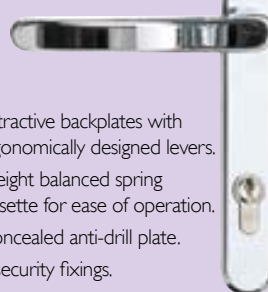 tractive backplates with
gonomically designed levers.
eight balanced spring
ssette for ease of operation.
oncealed anti-drill plate.
ecurity fixings.